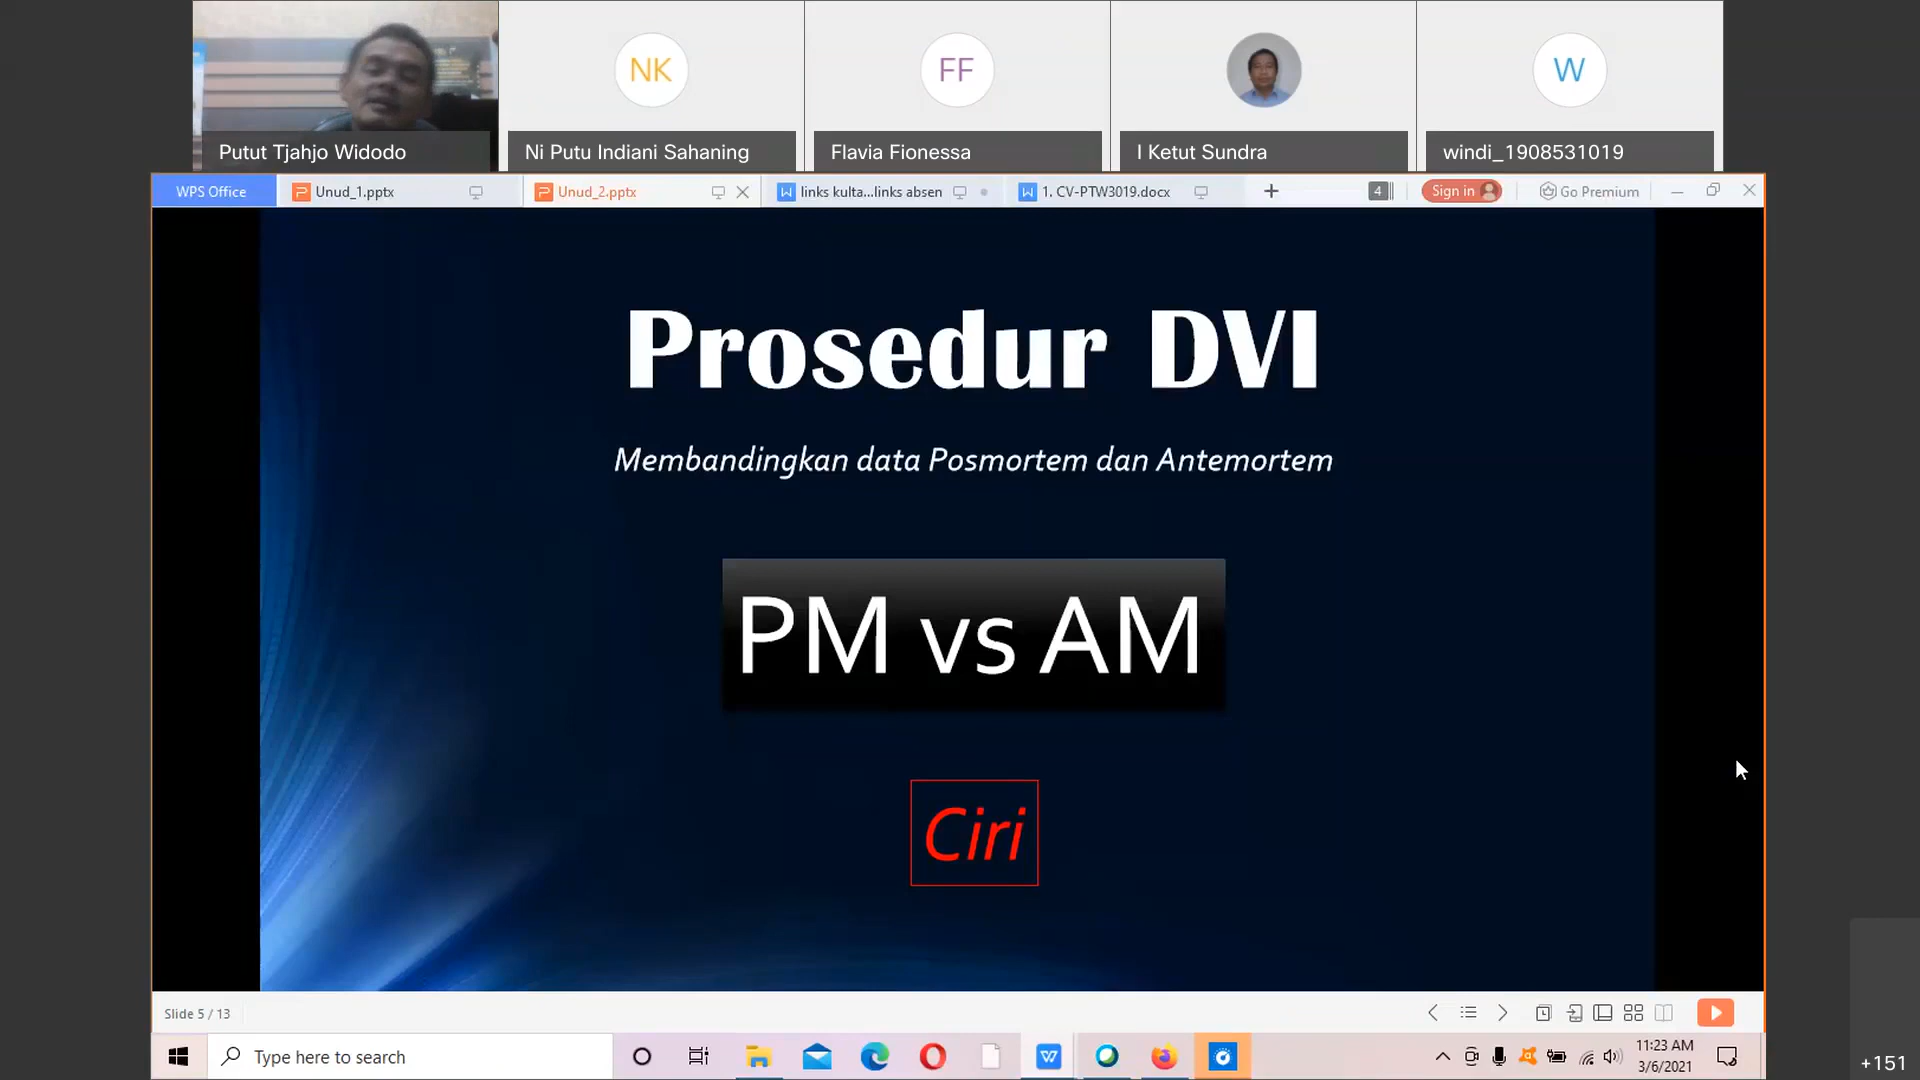 NK
FF
W
Putut Tjahjo Widodo
Ni Putu Indiani Sahaning
Flavia Fionessa
I Ketut Sundra
windi_1908531019
WPS Office
Unud_1.pptx
Unud_2.pptx
links kulta...links absen
1. CV-PTW3019.docx
4
Sign in
Go Premium
Prosedur DVI
Membandingkan data Posmortem dan Antemortem
PM vs AM
Ciri
Slide 5 / 13
Type here to search
11:23 AM
3/6/2021
+151